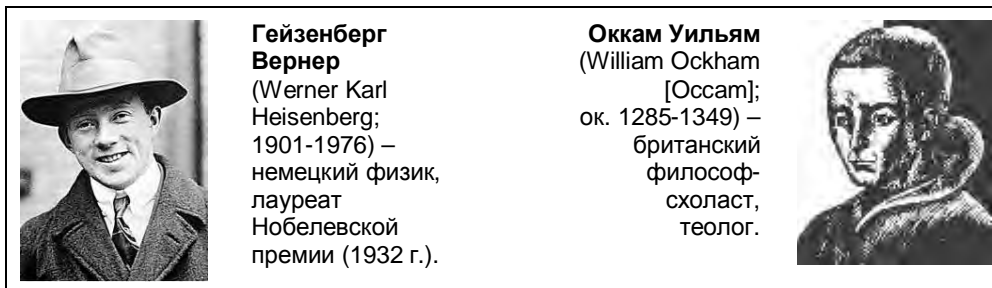 Гейзенберг
Вернер
(Werner Karl
Heisenberg;
1901-1976) –
немецкий физик,
лауреат
Нобелевской
премии (1932 г.).
Оккам Уильям
(William Ockham
[Occam];
ок. 1285-1349) –
британский
философ-
схоласт,
теолог.